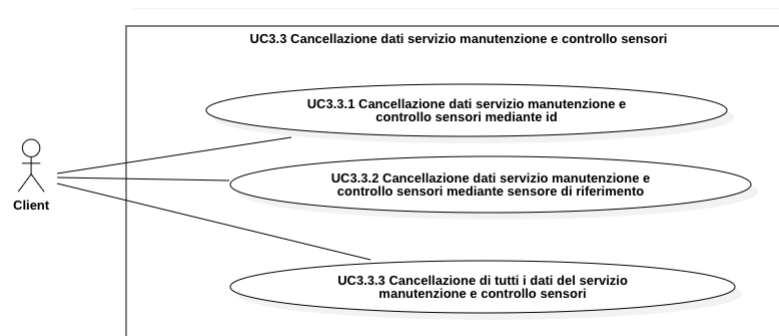 UC3.3 Cancellazione dati servizio manutenzione e controllo sensori
UC3.3.1 Cancellazione dati servizio manutenzione e
controllo sensori mediante id
UC3.3.2 Cancellazione dati servizio manutenzione e
controllo sensori mediante sensore di riferimento
Client
UC3.3.3 Cancellazione di tutti i dati del servizio
manutenzione e controllo sensori